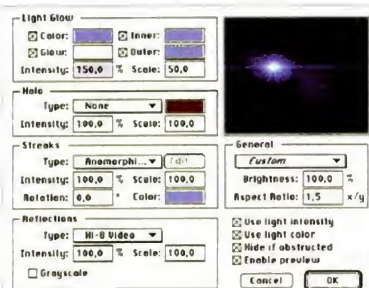 Light Glow
Color: Inner:
Glow: Outer:
Intensity: 150,0 % Scale: 50,0
Halo
Type: None
Intensity: 100,0 % Scale: 100,0
Streaks
Type: Anamorphi... Edit
Intensity: 100,0 % Scale: 100,0
Rotation: 0,0 ° Color:
Reflections
Type: Hi-8 Video
Intensity: 100,0 % Scale: 100,0
Grayscale
General
Custom
Brightness: 100,0 %
Aspect Ratio: 1,5 x/y
Use light intensity
Use light color
Hide if obstructed
Enable preview
Cancel OK